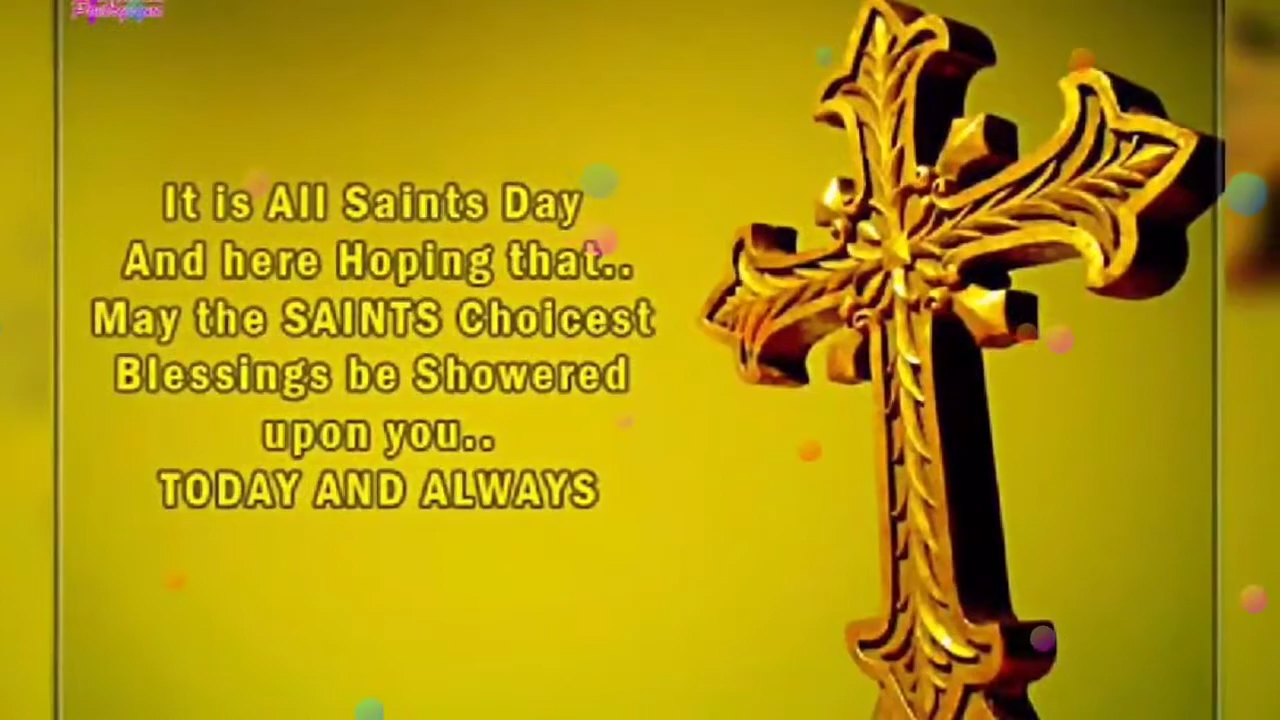 It is All Saints Day
And here Hoping that..
May the SAINTS Choicest
Blessings be Showered
upon you..
TODAY AND ALWAYS